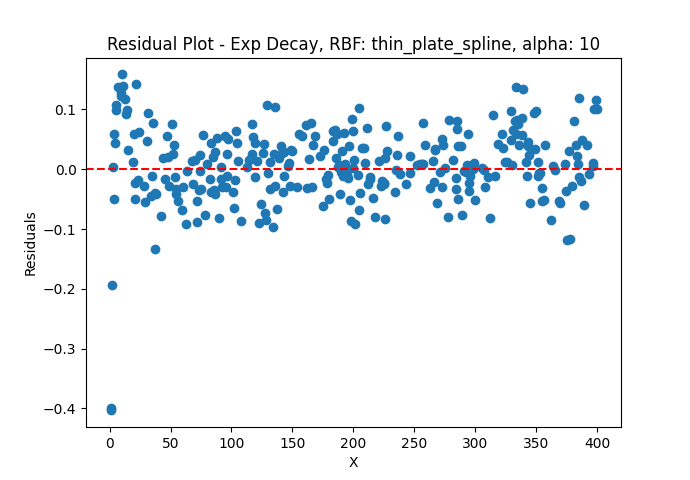 Residual Plot - Exp Decay, RBF: thin_plate_spline, alpha: 10
Residuals
0.1
0.0
−0.1
−0.2
−0.3
−0.4
0 50 100 150 200 250 300 350 400
X